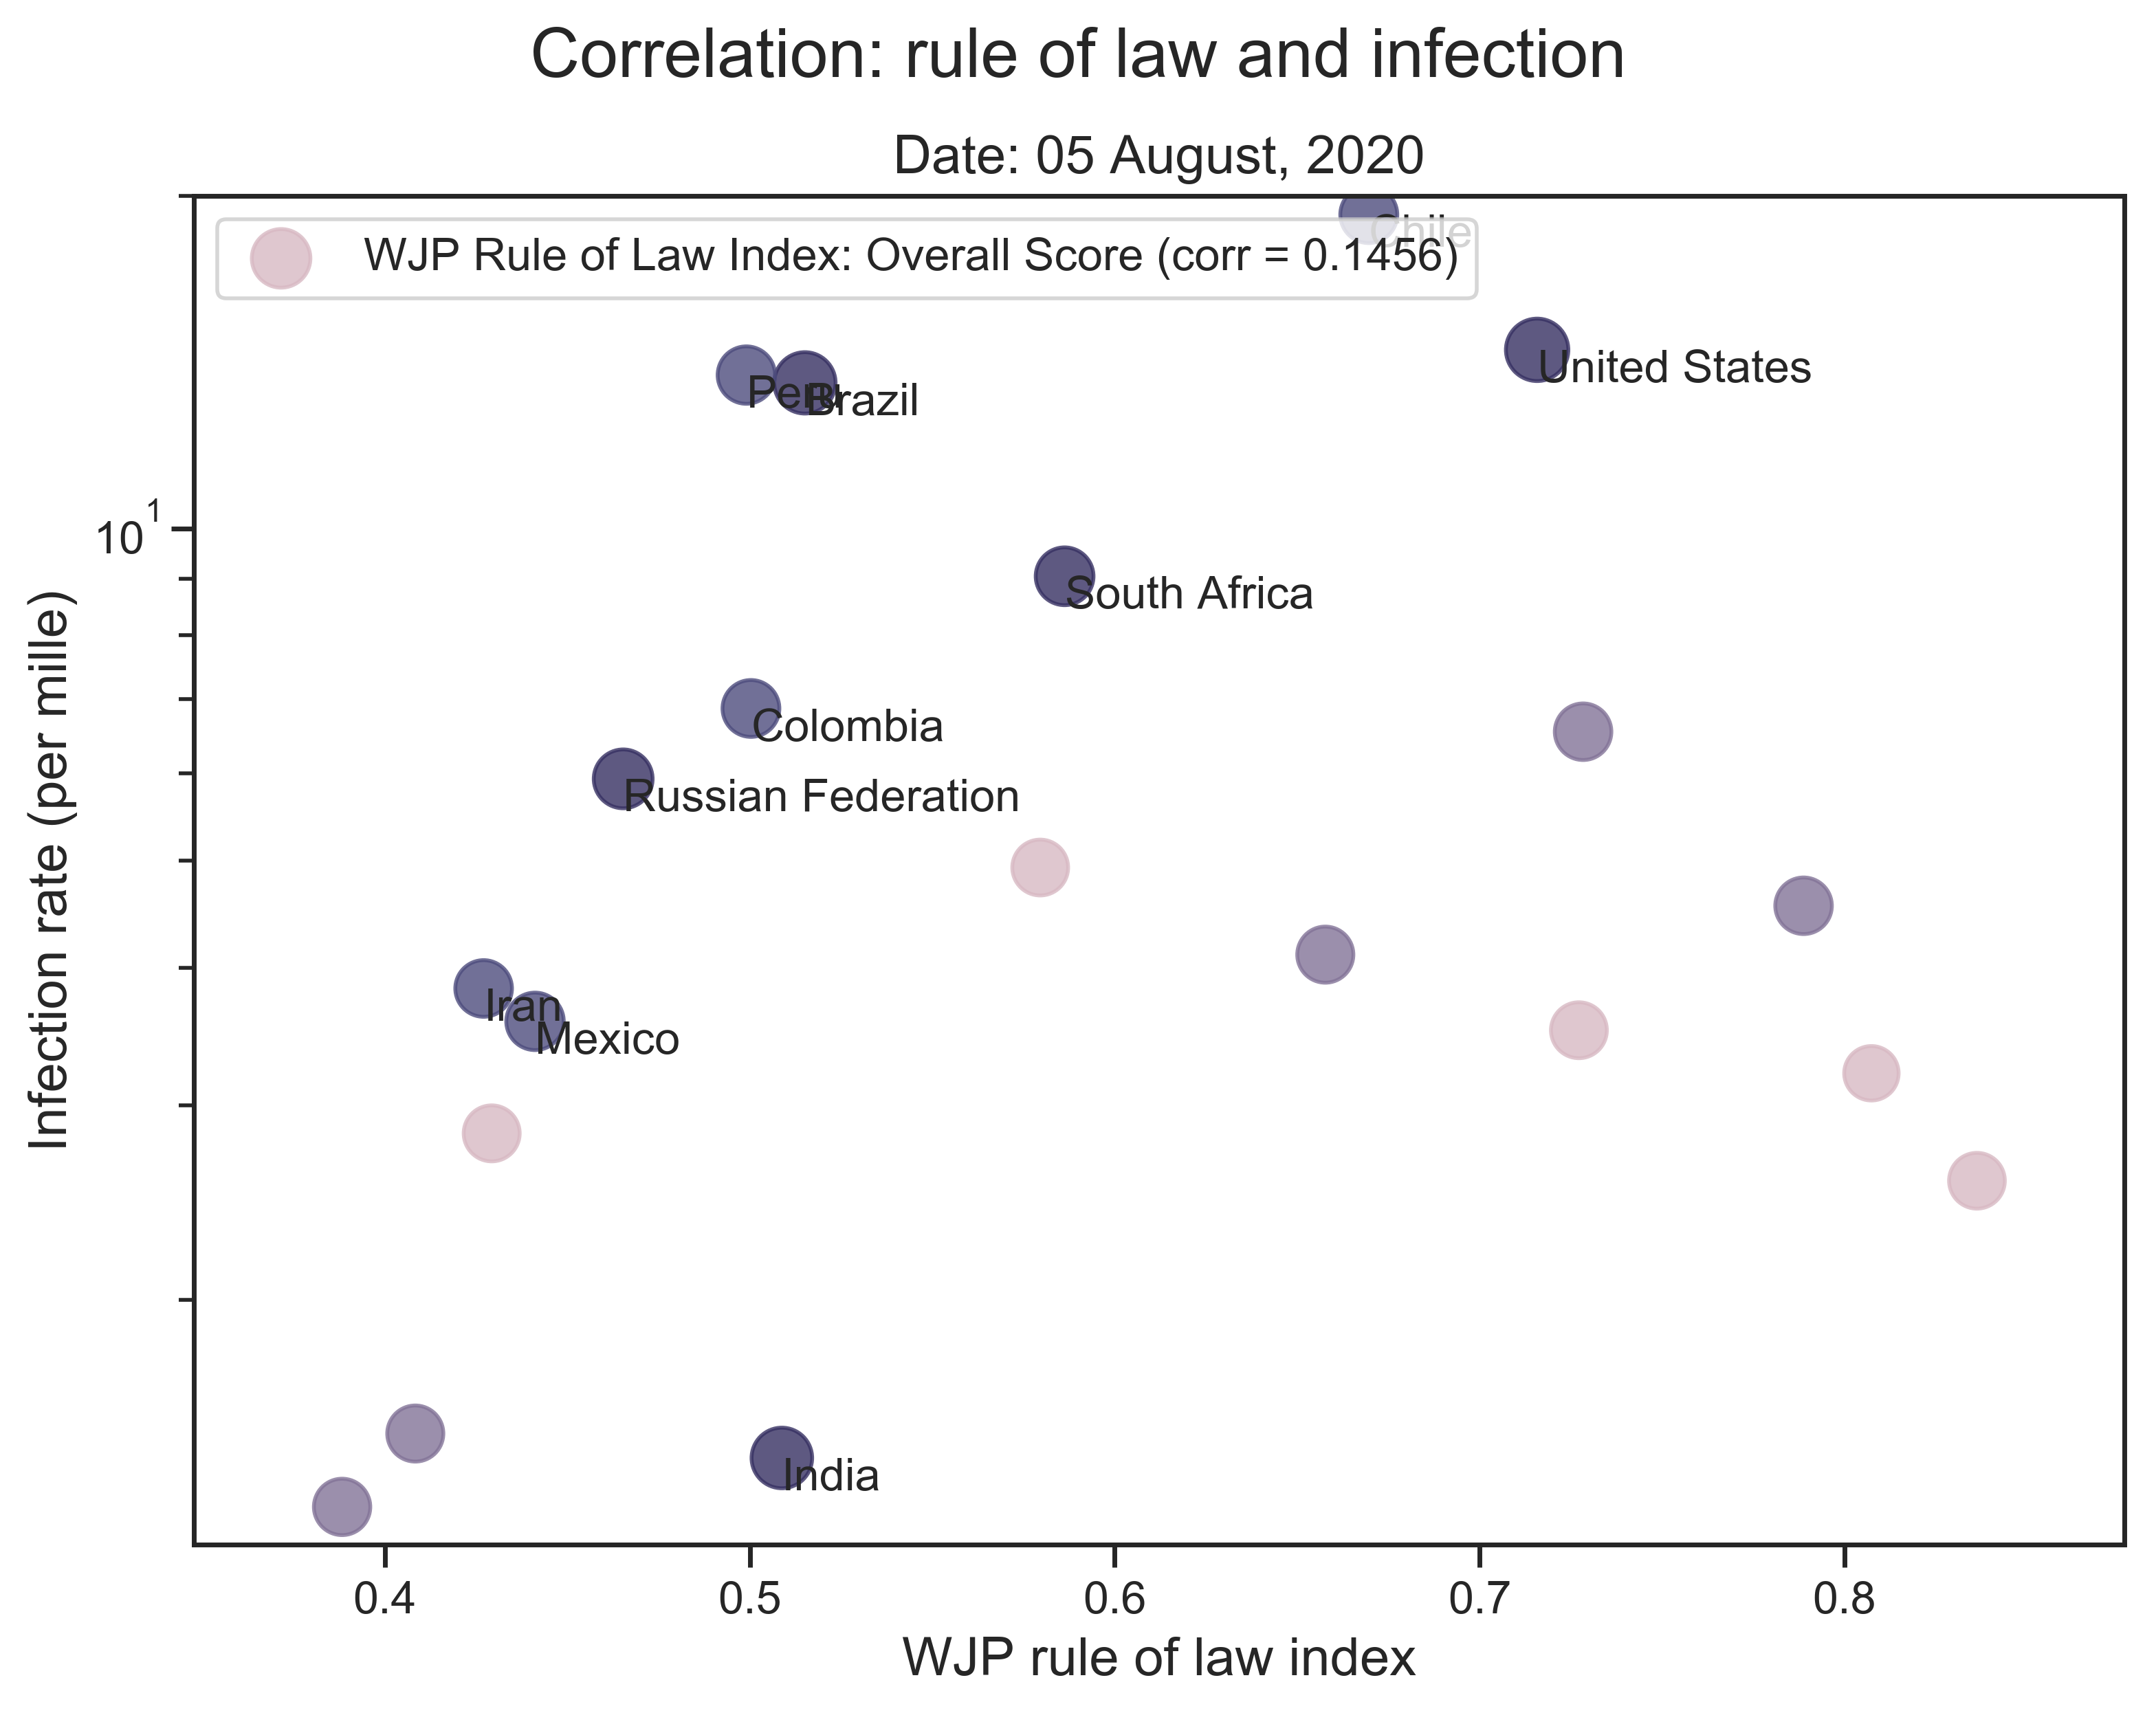 Correlation: rule of law and infection
Date: 05 August, 2020
Chile
WJP Rule of Law Index: Overall Score (corr = 0.1456)
United States
Peru
Brazil
10^1
South Africa
Colombia
Russian Federation
Infection rate (per mille)
Iran
Mexico
India
0.4 0.5 0.6 0.7 0.8
WJP rule of law index